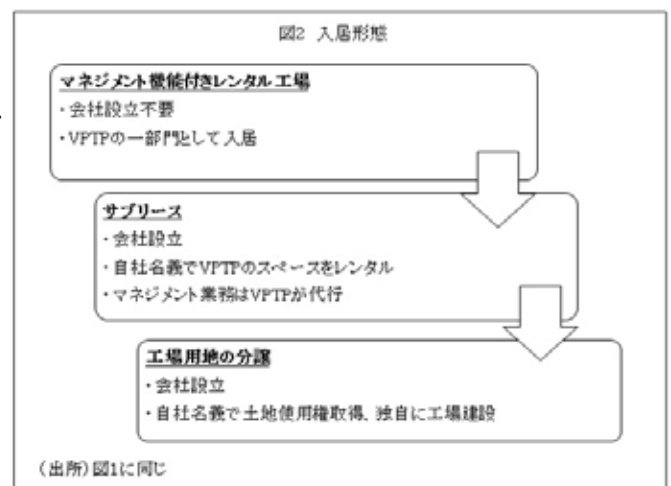 図2 入居形態
マネジメント機能付きレンタル工場
・会社設立不要
・VPTPの一部門として入居
サブリース
・会社設立
・自社名義でVPTPのスペースをレンタル
・マネジメント業務はVPTPが代行
工場用地の分譲
・会社設立
・自社名義で土地使用権取得、独自に工場建設
(出所)図1に同じ